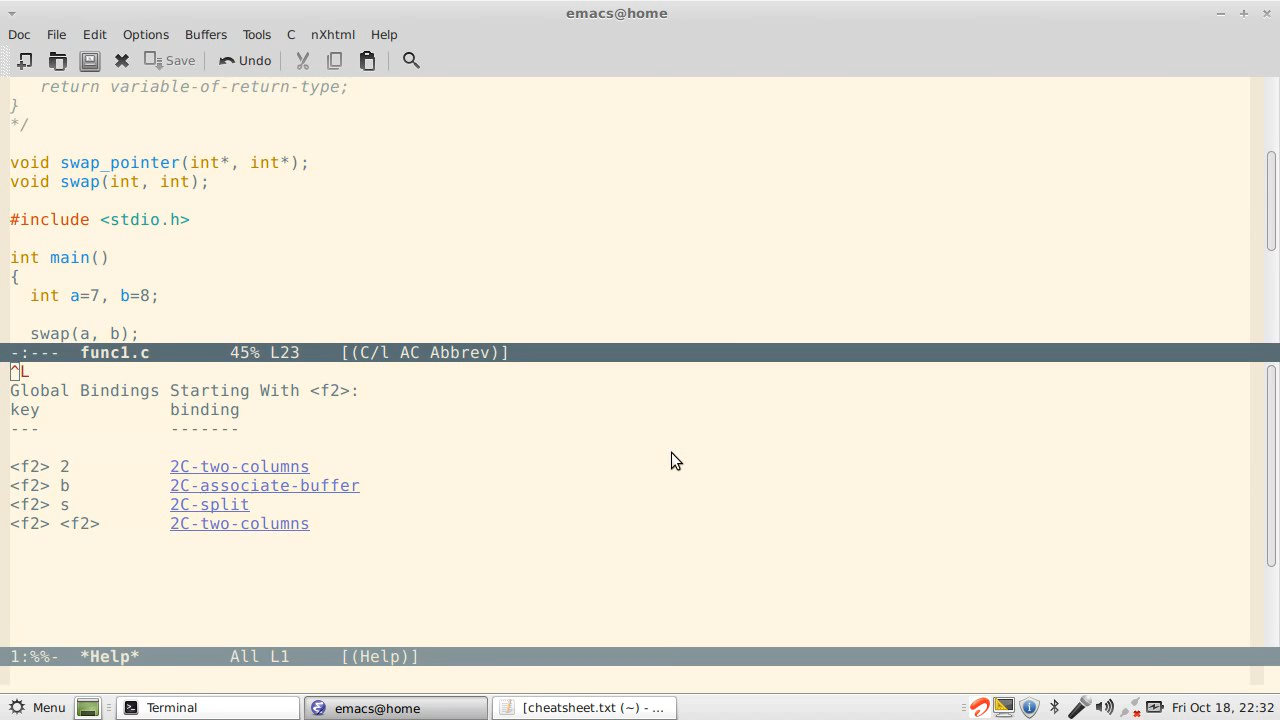 emacs@home
Doc File Edit Options Buffers Tools C nXhtml Help
Save Undo
return variable-of-return-type;
}
*/
void swap_pointer(int*, int*);
void swap(int, int);
#include <stdio.h>
int main()
{
int a=7, b=8;
swap(a, b);
-:--- func1.c 45% L23 [(C/l AC Abbrev)]
^L
Global Bindings Starting With <f2>:
key binding
--- -------
<f2> 2 2C-two-columns
<f2> b 2C-associate-buffer
<f2> s 2C-split
<f2> <f2> 2C-two-columns
1:%%- *Help* All L1 [(Help)]
Menu Terminal emacs@home [cheatsheet.txt (~) - ... Fri Oct 18, 22:32